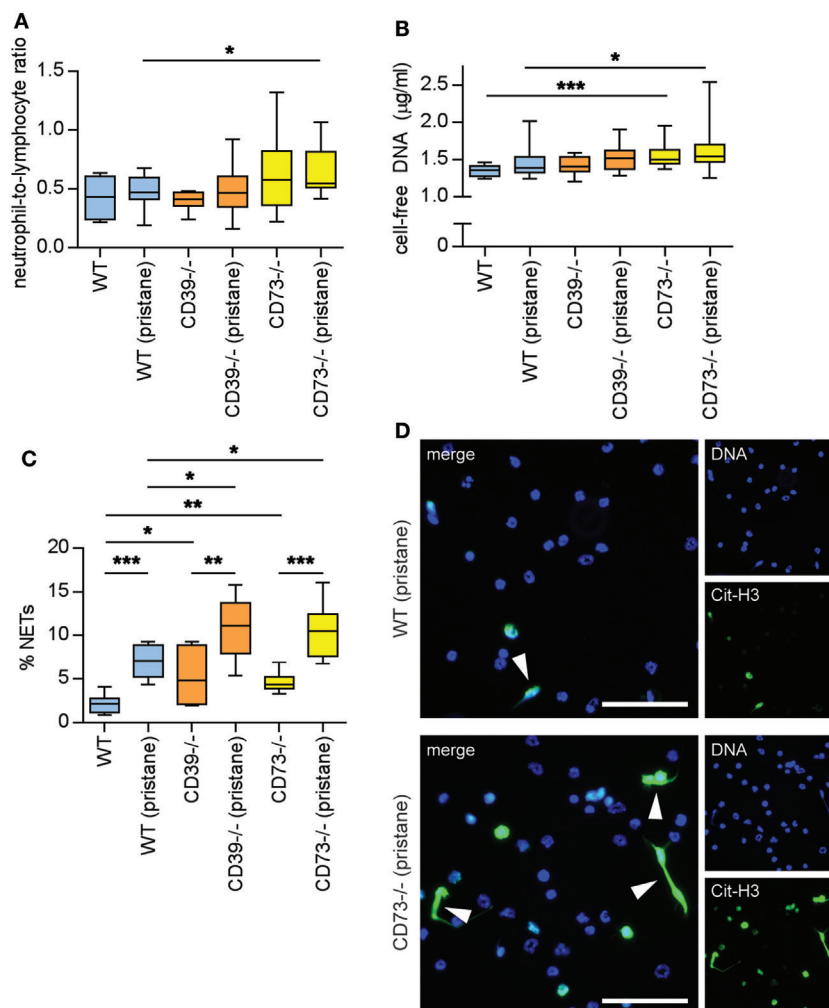 A
neutrophil-to-lymphocyte ratio
*
1.5
1.0
0.5
0.0
WT
WT (pristane)
CD39-/-
CD39-/- (pristane)
CD73-/-
CD73-/- (pristane)
B
cell-free DNA (µg/ml)
*
***
2.5
2.0
1.5
1.0
0
WT
WT (pristane)
CD39-/-
CD39-/- (pristane)
CD73-/-
CD73-/- (pristane)
C
% NETs
*
*
**
*
*** ** ***
20
15
10
5
0
WT
WT (pristane)
CD39-/-
CD39-/- (pristane)
CD73-/-
CD73-/- (pristane)
D
WT (pristane)
merge
DNA
Cit-H3
CD73-/- (pristane)
merge
DNA
Cit-H3